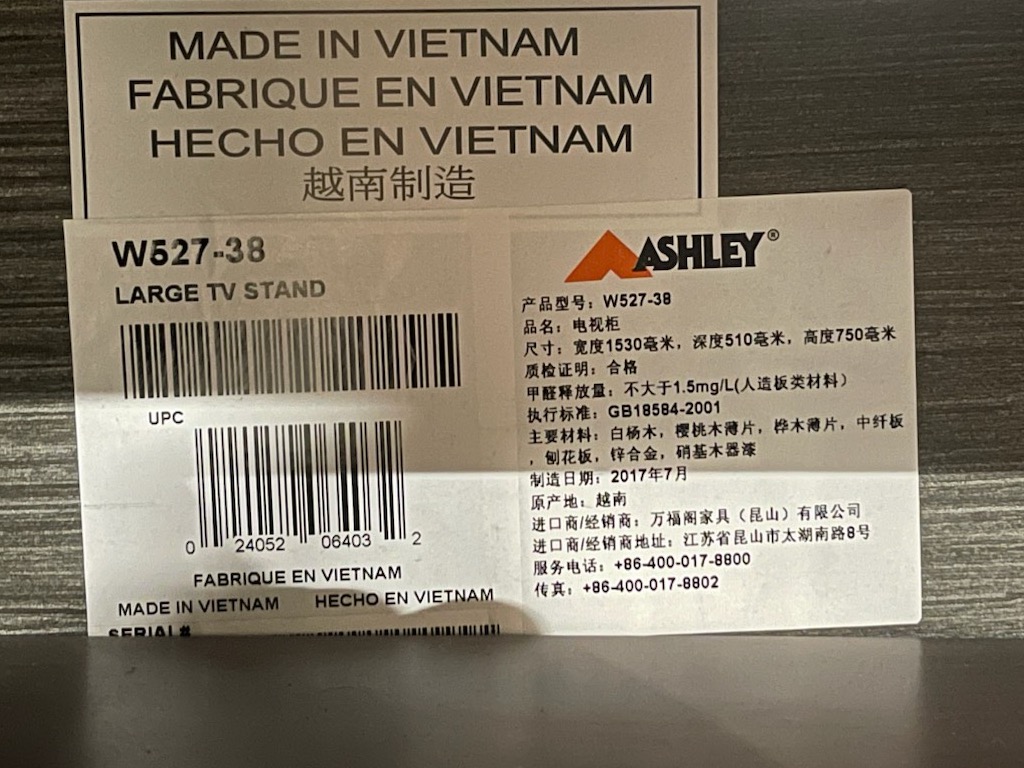 MADE IN VIETNAM
FABRIQUE EN VIETNAM
HECHO EN VIETNAM
越南制造
W527-38
LARGE TV STAND
UPC
0 24052 06403 2
FABRIQUE EN VIETNAM
MADE IN VIETNAM HECHO EN VIETNAM
SERIAL#
ASHLEY®
产品型号：W527-38
品名：电视柜
尺寸：宽度1530毫米，深度510毫米，高度750毫米
质检证明：合格
甲醛释放量：不大于1.5mg/L(人造板类材料）
执行标准：GB18584-2001
主要材料：白杨木，樱桃木薄片，桦木薄片，中纤板
，刨花板，锌合金，硝基木器漆
制造日期：2017年7月
原产地：越南
进口商/经销商：万福阁家具（昆山）有限公司
进口商/经销商地址：江苏省昆山市太湖南路8号
服务电话：+86-400-017-8800
传真：+86-400-017-8802